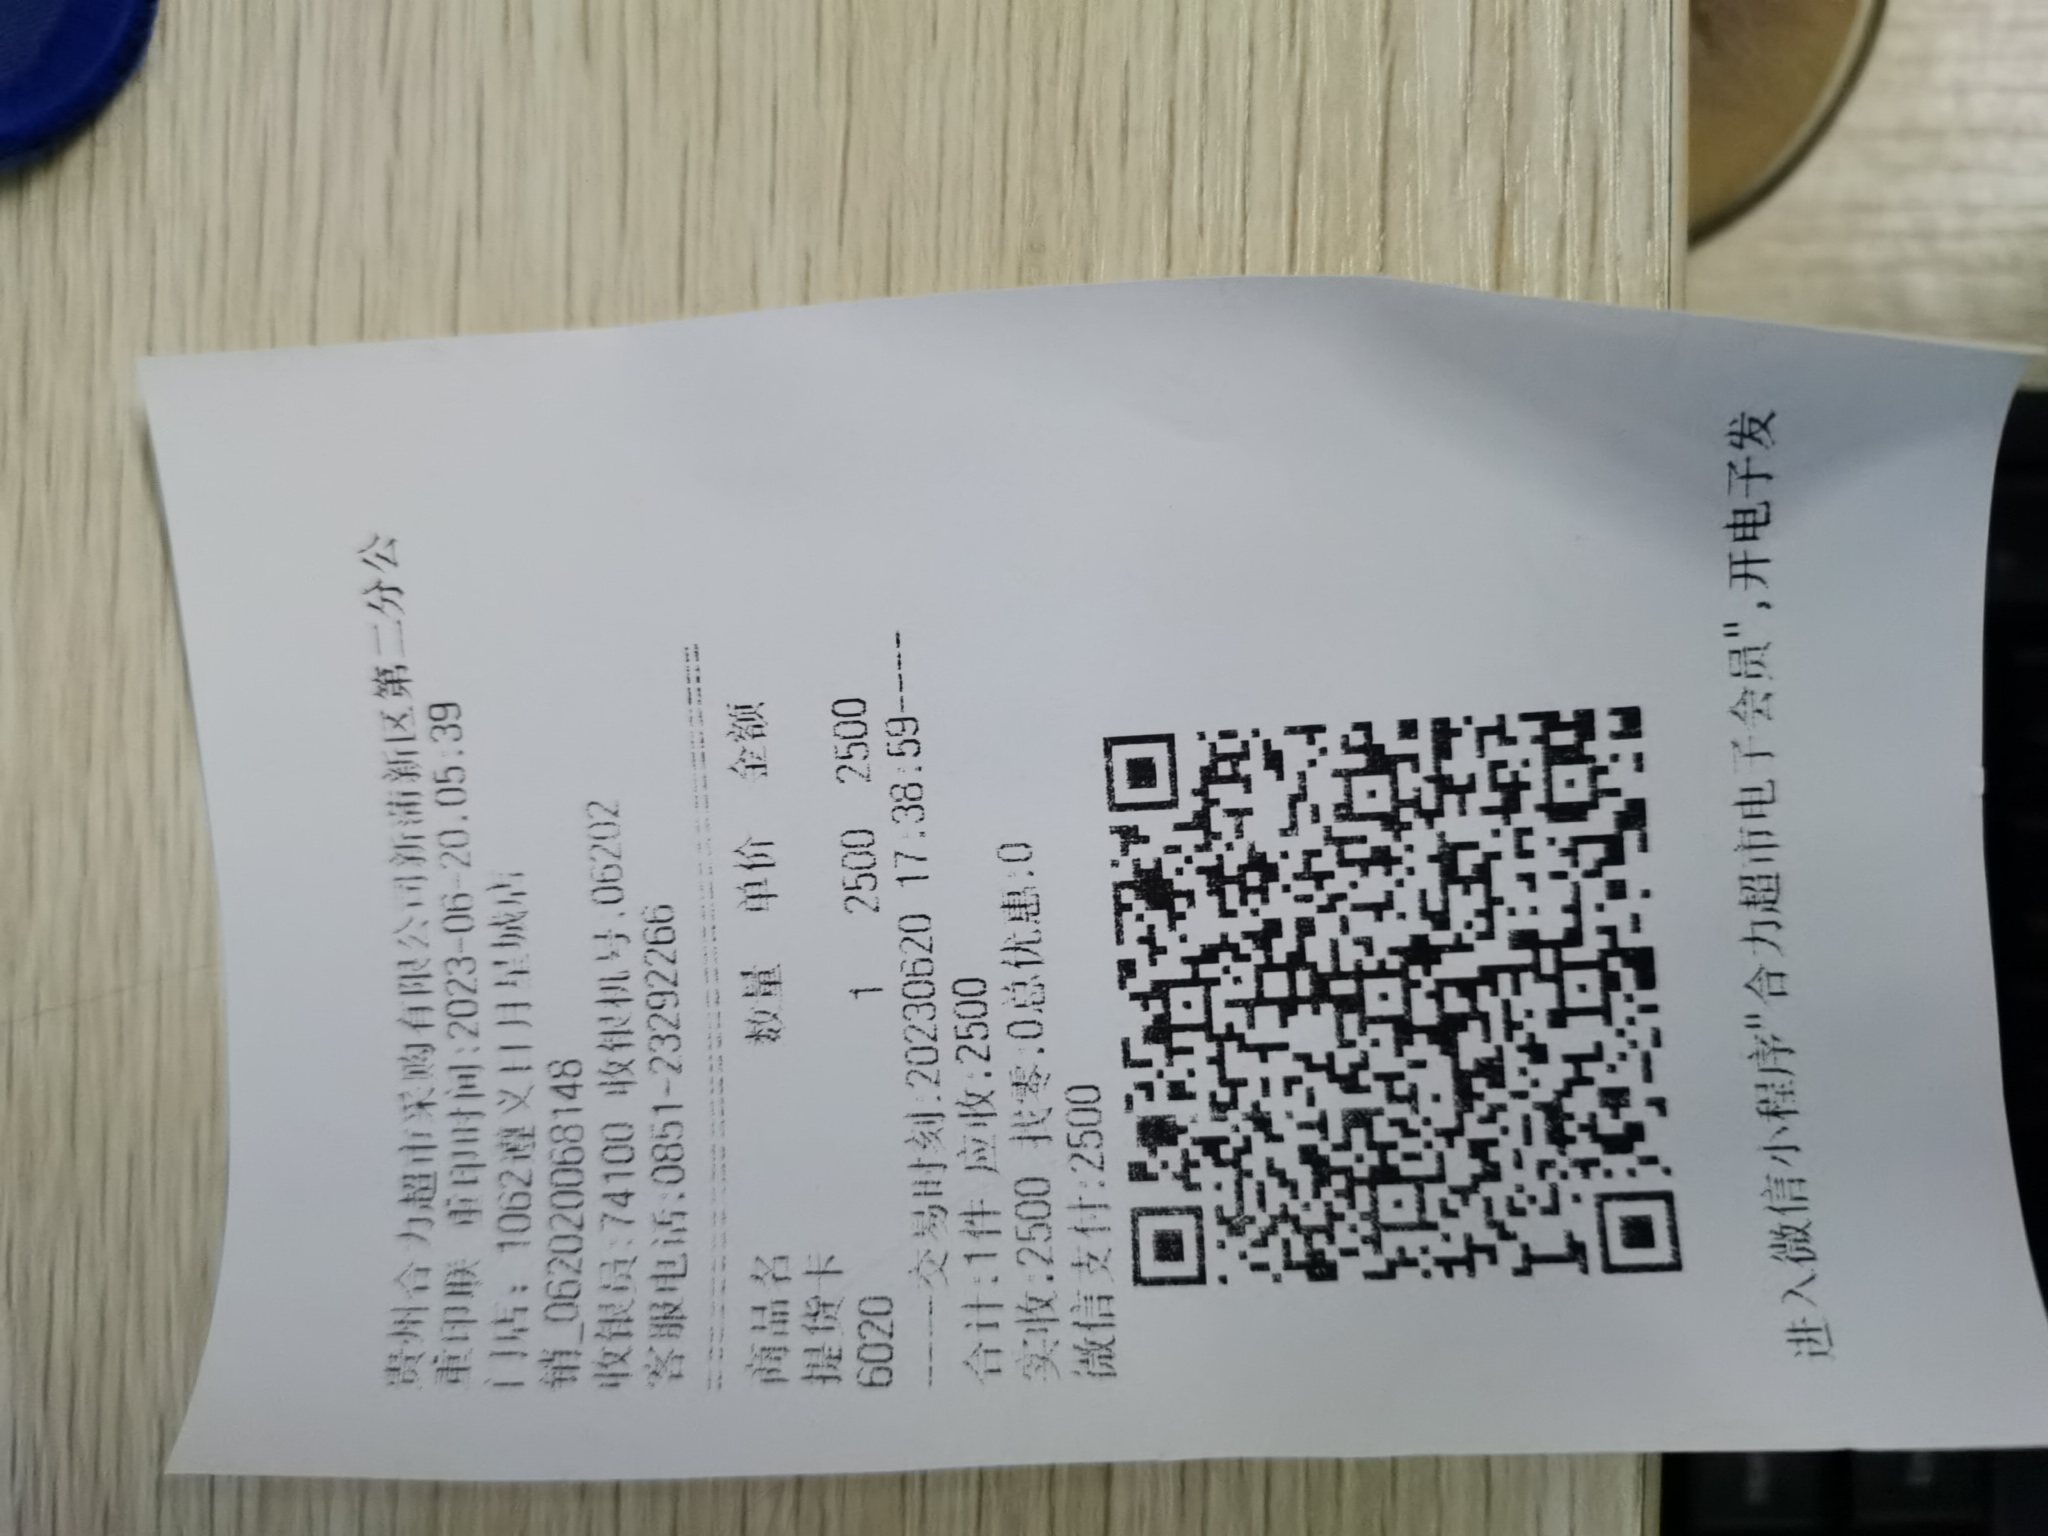 贵州合力超市采购有限公司新蒲新区第二分公
重印联 重印时间:2023-06-20.05:39
门店: 1062遵义日月星城店
销_062020068148
收银员:74100 收银机号:06202
客服电话:0851-23292266
商品名 数量 单价 金额
提货卡
6020 1 2500 2500
-----交易时刻:20230620 17:38:59-----
合计:1件 应收:2500
实收:2500 找零:0总优惠:0
微信支付:2500
进入微信小程序"合力超市电子会员",开电子发